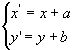 x' = x + a
y' = y + b